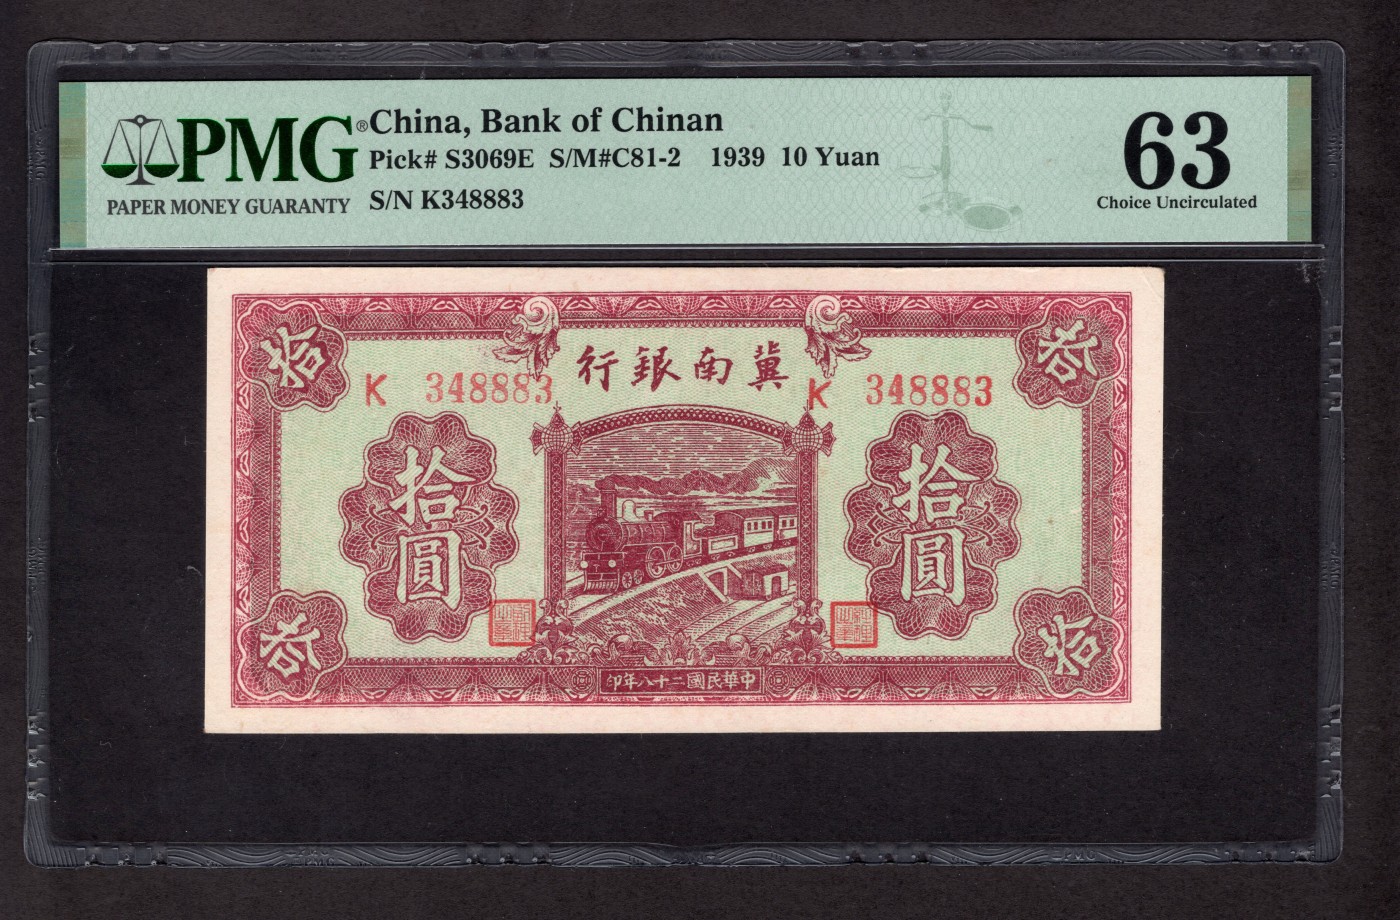 PMG®
PAPER MONEY GUARANTY
China, Bank of Chinan
Pick# S3069E S/M#C81-2 1939 10 Yuan
S/N K348883
63
Choice Uncirculated
行銀南冀
拾
拾
K 348883
K 348883
拾圓
拾圓
拾
拾
印年八十二國民華中